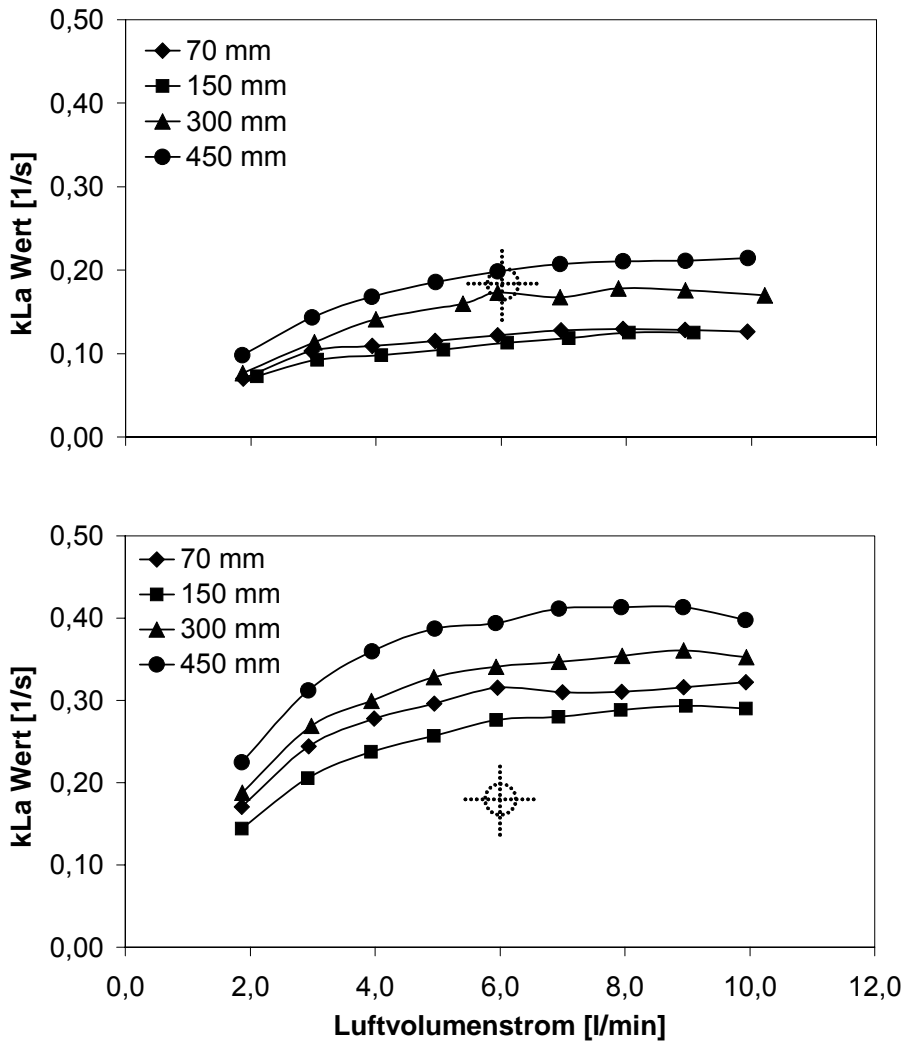 0,50
0,40
0,30
0,20
0,10
0,00
kLa Wert [1/s]
70 mm
150 mm
300 mm
450 mm
0,50
0,40
0,30
0,20
0,10
0,00
kLa Wert [1/s]
70 mm
150 mm
300 mm
450 mm
0,0 2,0 4,0 6,0 8,0 10,0 12,0
Luftvolumenstrom [l/min]